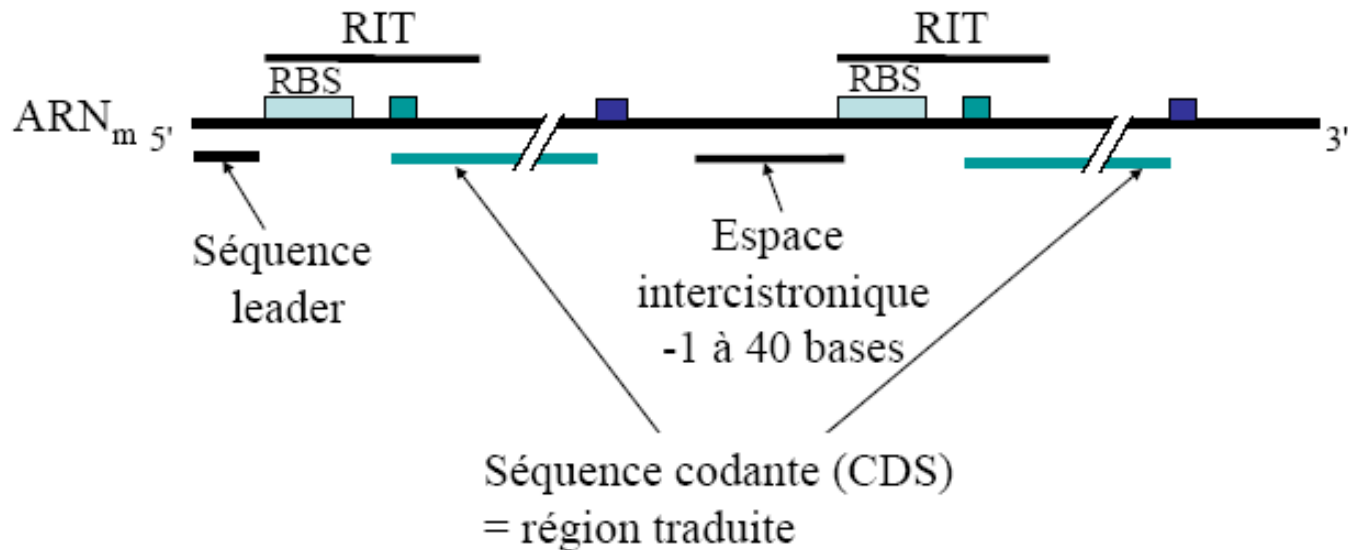 RIT RIT
RBS RBS
ARNm 5' 3'
Séquence
leader
Espace
intercistronique
-1 à 40 bases
Séquence codante (CDS)
= région traduite